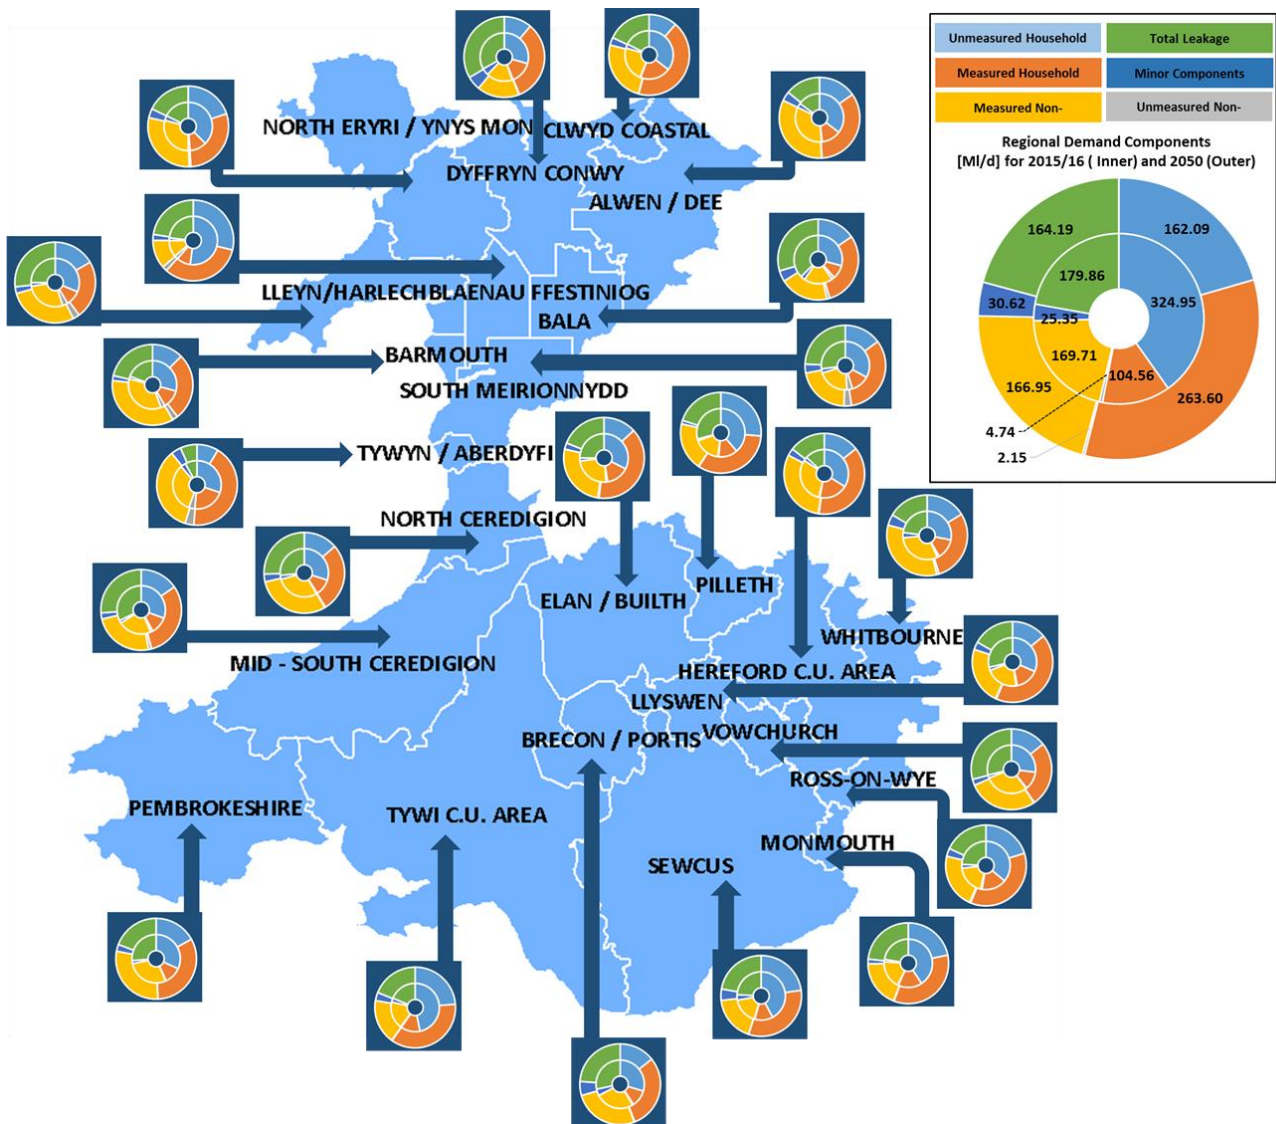 Unmeasured Household
Total Leakage
Measured Household
Minor Components
Measured Non-
Unmeasured Non-
Regional Demand Components
[Ml/d] for 2015/16 ( Inner) and 2050 (Outer)
164.19
162.09
179.86
324.95
30.62
25.35
169.71
104.56
166.95
263.60
4.74
2.15
NORTH ERYRI / YNYS MON
CLWYD COASTAL
DYFFRYN CONWY
ALWEN / DEE
LLEYN/HARLECH
BLAENAU FFESTINIOG
BALA
BARMOUTH
SOUTH MEIRIONNYDD
TYWYN / ABERDYFI
NORTH CEREDIGION
ELAN / BUILTH
PILLETH
WHITBOURNE
MID - SOUTH CEREDIGION
HEREFORD C.U. AREA
LLYSWEN
BRECON / PORTIS
VOWCHURCH
ROSS-ON-WYE
PEMBROKESHIRE
TYWI C.U. AREA
MONMOUTH
SEWCUS